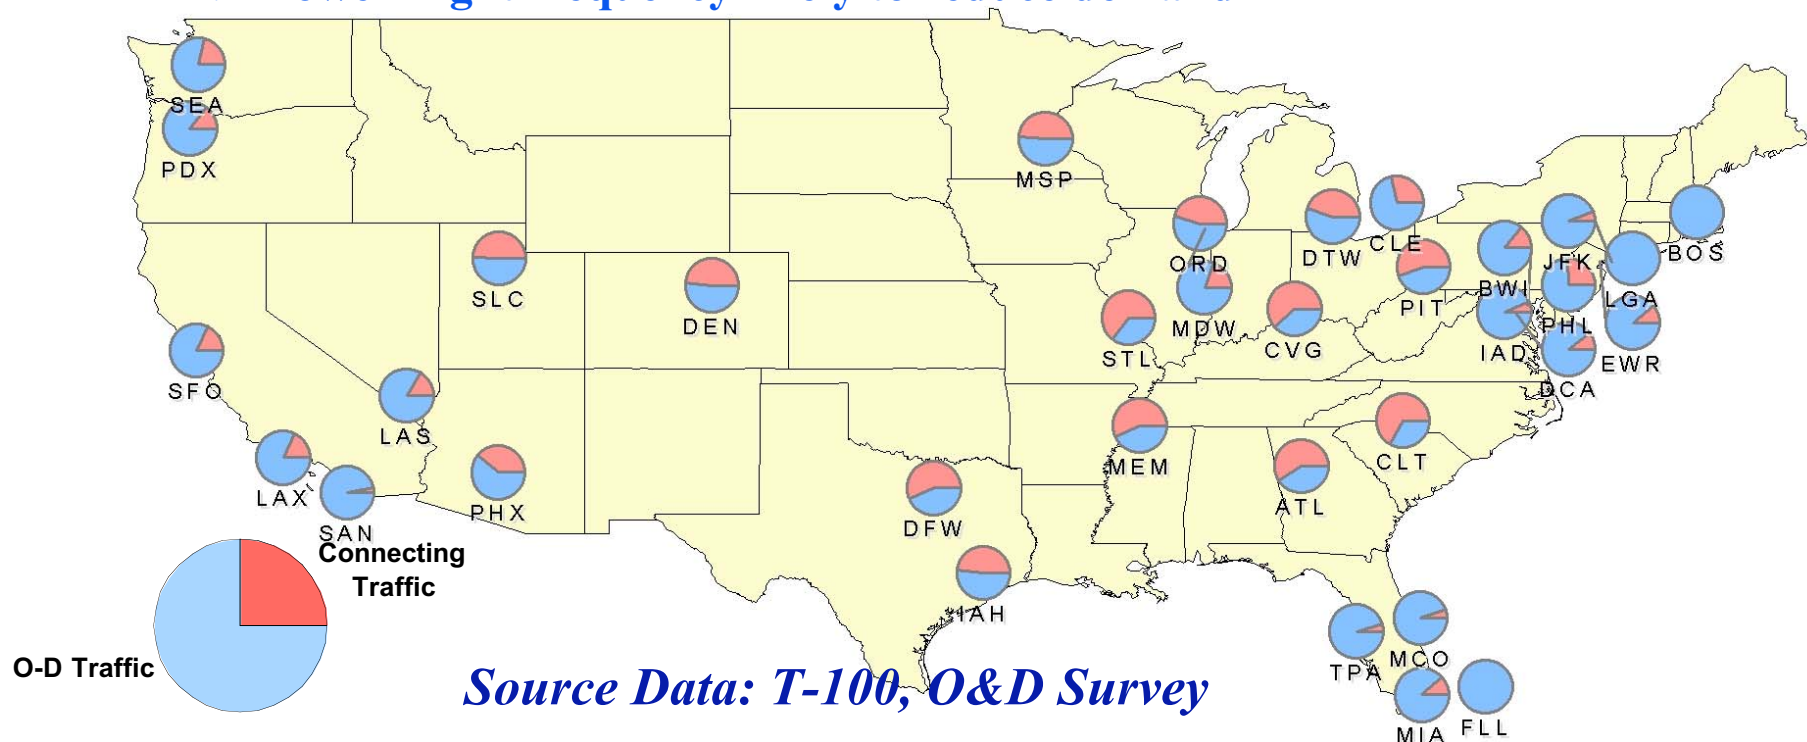 SEA
PDX
MSP
ORD
DTW
CLE
PIT
BWI
JFK
BOS
LGA
SLC
DEN
STL
MDW
CVG
IAD
PHL
EWR
DCA
SFO
LAS
LAX
SAN
PHX
DFW
MEM
ATL
CLT
IAH
Connecting
Traffic
O-D Traffic
Source Data: T-100, O&D Survey
TPA
MCO
MIA
FLL